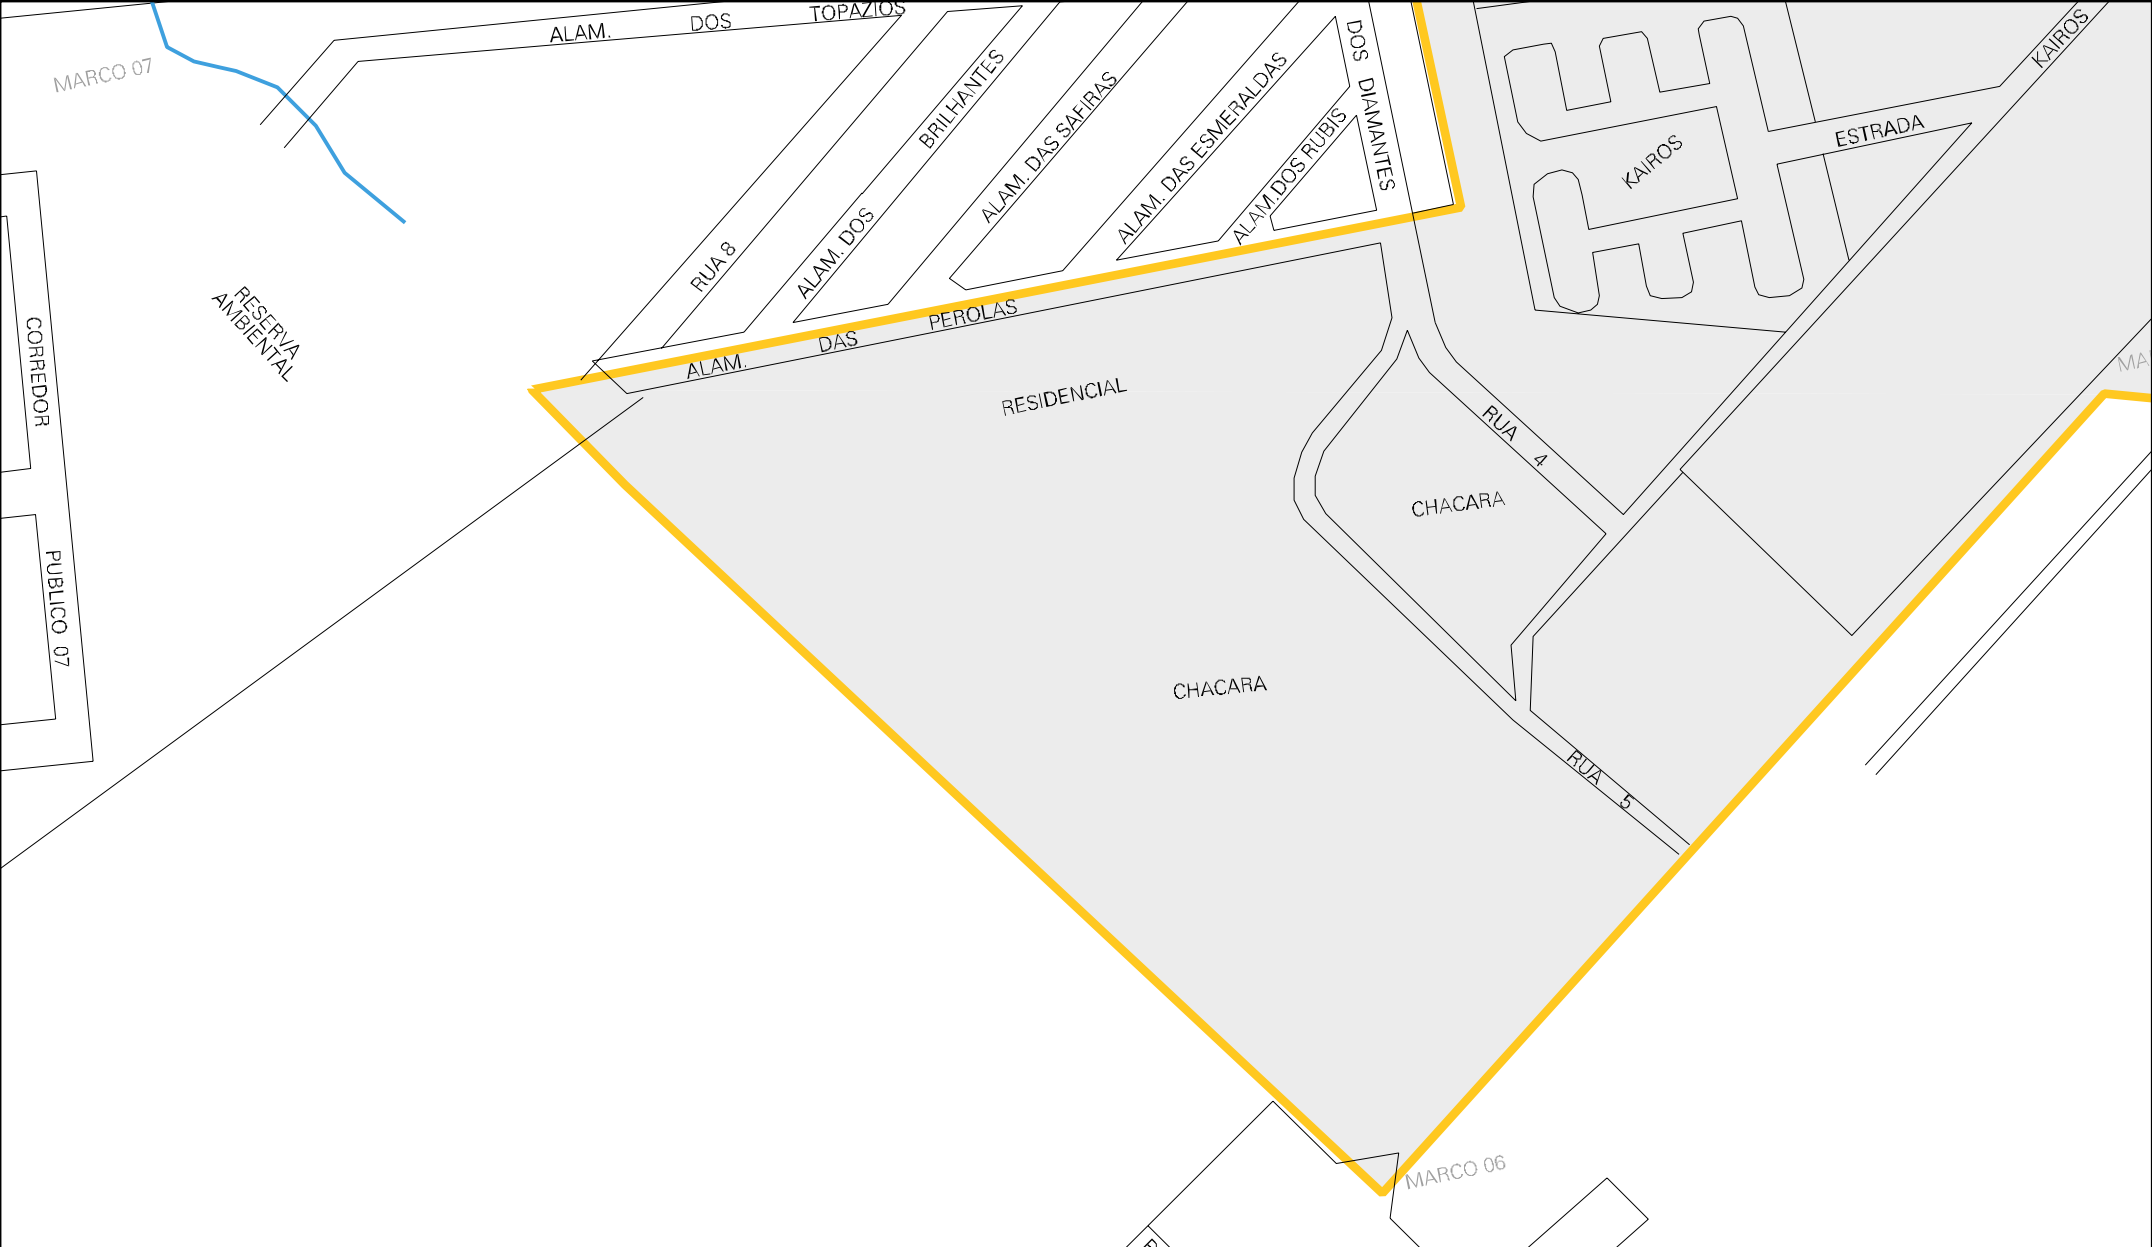 ALAM. DOS TOPAZIOS
MARCO 07
KAIROS
DOS DIAMANTES
BRILHANTES
ALAM. DOS
ALAM. DAS SAFIRAS
ALAM. DAS ESMERALDAS
ALAM.DOS RUBIS
ESTRADA
KAIROS
RUA 8
RESERVA
AMBIENTAL
CORREDOR
PUBLICO 07
ALAM. DAS PEROLAS
RESIDENCIAL
RUA 4
CHACARA
CHACARA
RUA 5
MARCO 06